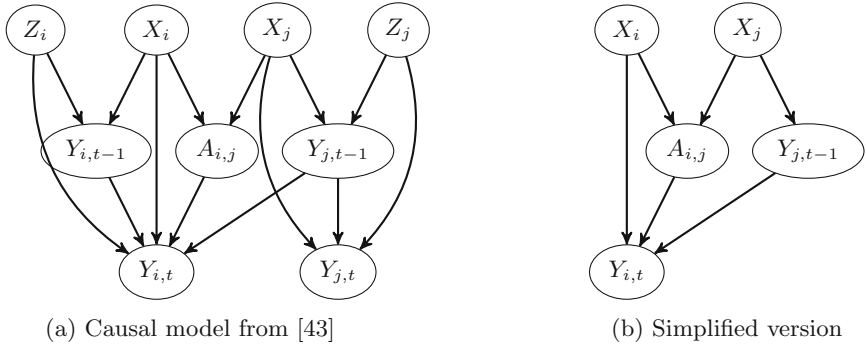 Z_i X_i X_j Z_j X_i X_j
Y_{i,t−1} A_{i,j} Y_{j,t−1} A_{i,j} Y_{j,t−1}
Y_{i,t} Y_{j,t} Y_{i,t}
(a) Causal model from [43] (b) Simplified version